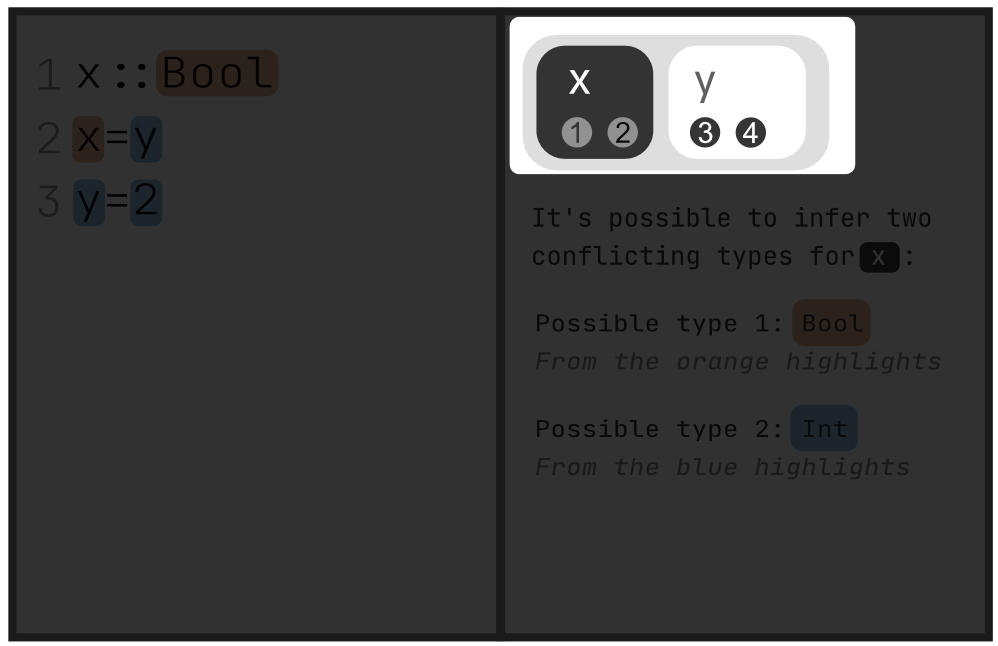 1 x::Bool
2 x=y
3 y=2
x y
1 2 3 4
It's possible to infer two
conflicting types for x :
Possible type 1: Bool
From the orange highlights
Possible type 2: Int
From the blue highlights